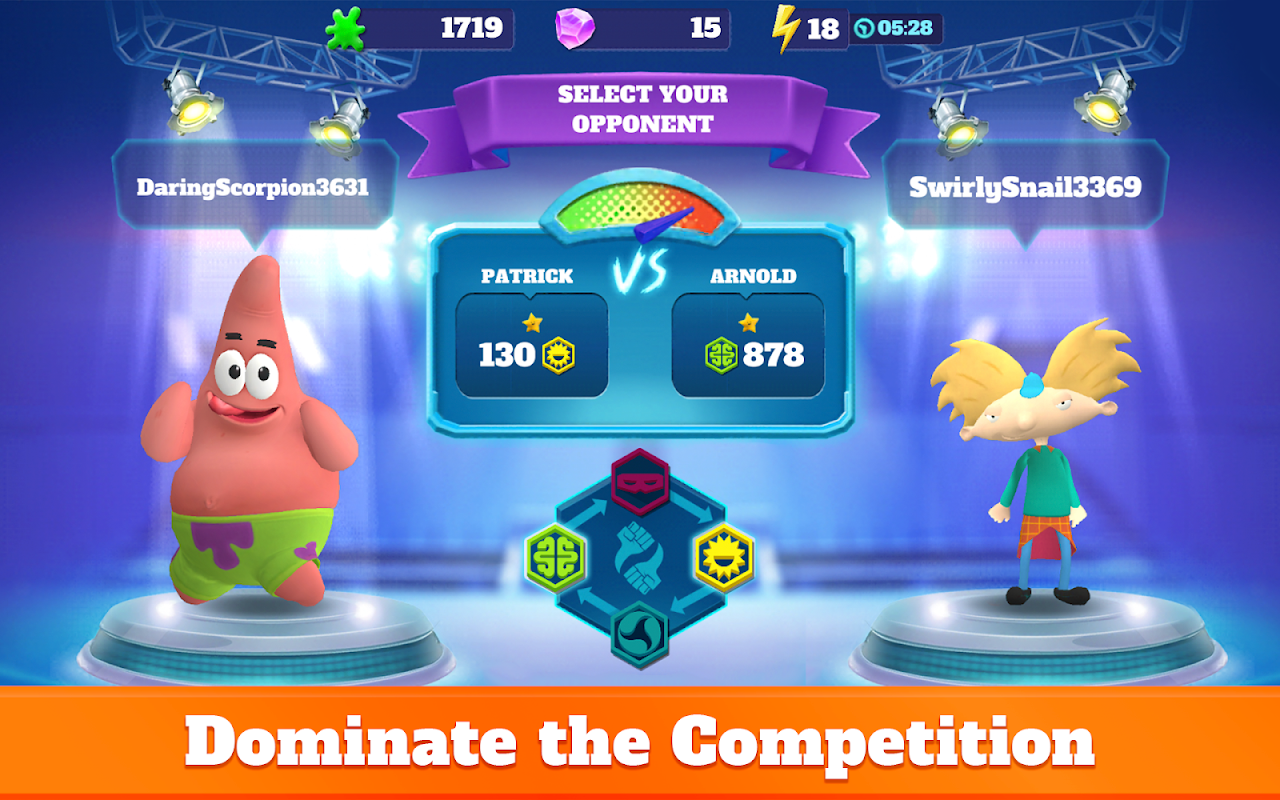 1719
15
18
05:28
SELECT YOUR
OPPONENT
DaringScorpion3631
SwirlySnail3369
VS
PATRICK
ARNOLD
130
878
Dominate the Competition